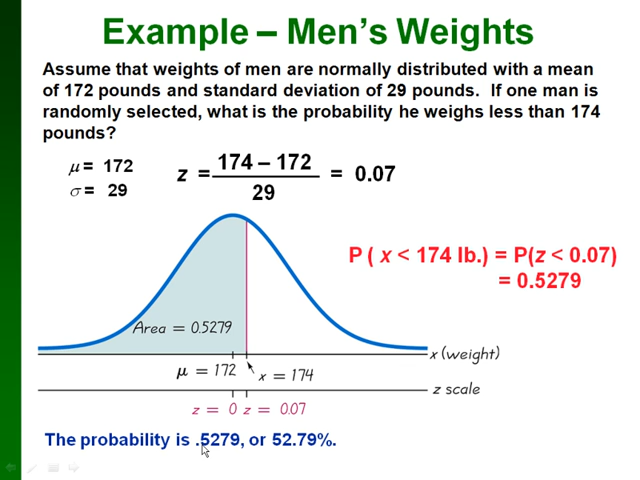 Example – Men's Weights
Assume that weights of men are normally distributed with a mean
of 172 pounds and standard deviation of 29 pounds. If one man is
randomly selected, what is the probability he weighs less than 174
pounds?
μ = 172
σ = 29
z = 174 – 172 / 29 = 0.07
P ( x < 174 lb.) = P(z < 0.07)
= 0.5279
Area = 0.5279
x (weight)
μ = 172
x = 174
z scale
z = 0 z = 0.07
The probability is .5279, or 52.79%.